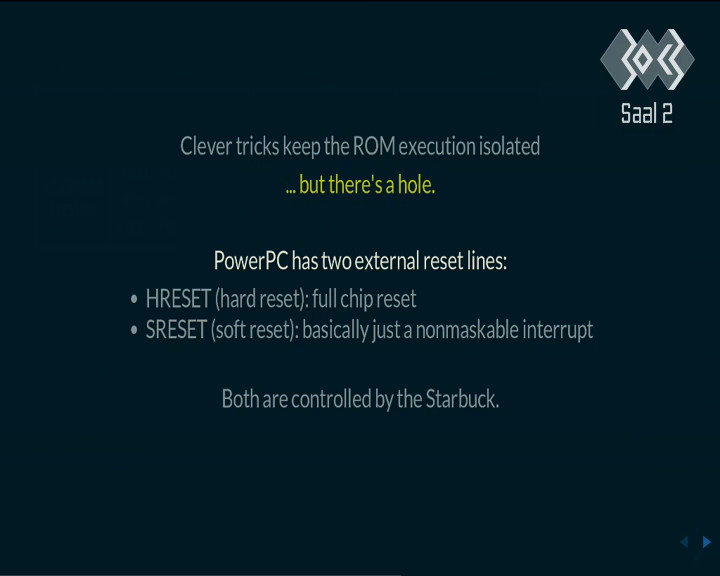 Saal 2
Clever tricks keep the ROM execution isolated
... but there's a hole.
PowerPC has two external reset lines:
• HRESET (hard reset): full chip reset
• SRESET (soft reset): basically just a nonmaskable interrupt
Both are controlled by the Starbuck.